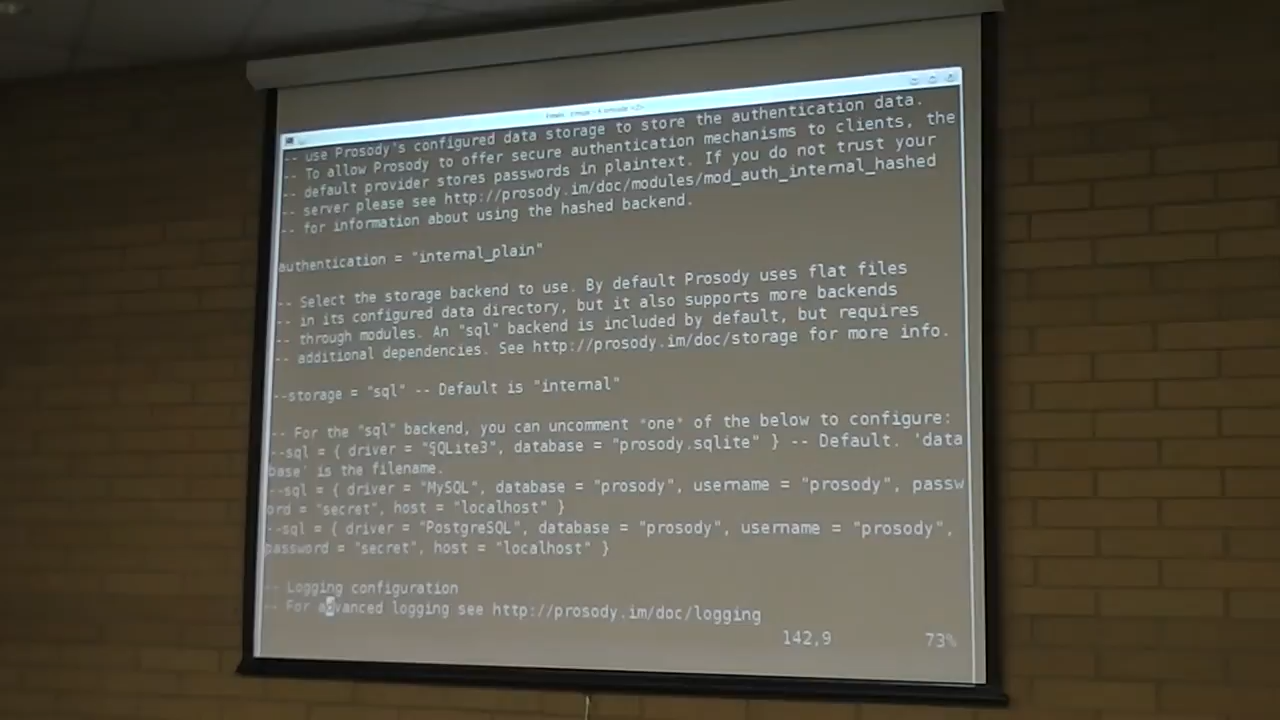 -- use Prosody's configured data storage to store the authentication data.
-- To allow Prosody to offer secure authentication mechanisms to clients, the
-- default provider stores passwords in plaintext. If you do not trust your
-- server please see http://prosody.im/doc/modules/mod_auth_internal_hashed
-- for information about using the hashed backend.
authentication = "internal_plain"
-- Select the storage backend to use. By default Prosody uses flat files
-- in its configured data directory, but it also supports more backends
-- through modules. An "sql" backend is included by default, but requires
-- additional dependencies. See http://prosody.im/doc/storage for more info.
--storage = "sql" -- Default is "internal"
-- For the "sql" backend, you can uncomment *one* of the below to configure:
--sql = { driver = "SQLite3", database = "prosody.sqlite" } -- Default. 'data
base' is the filename.
--sql = { driver = "MySQL", database = "prosody", username = "prosody", passw
ord = "secret", host = "localhost" }
--sql = { driver = "PostgreSQL", database = "prosody", username = "prosody",
password = "secret", host = "localhost" }
-- Logging configuration
-- For advanced logging see http://prosody.im/doc/logging
142,9 73%